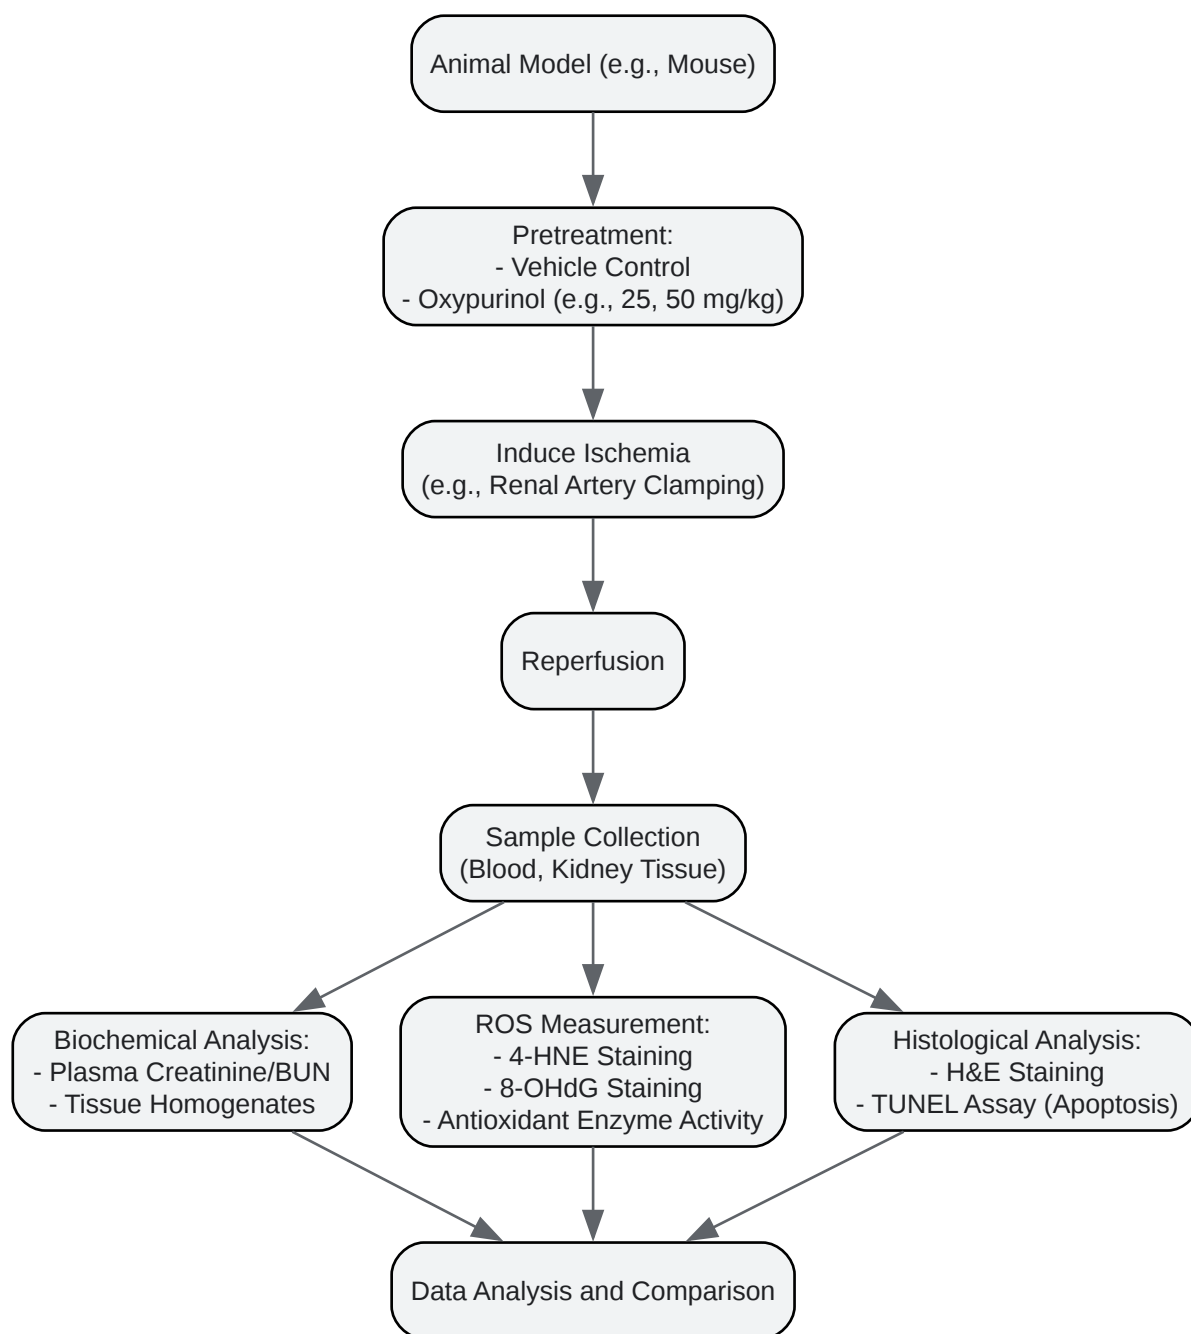 Animal Model (e.g., Mouse)
Pretreatment:
- Vehicle Control
- Oxypurinol (e.g., 25, 50 mg/kg)
Induce Ischemia
(e.g., Renal Artery Clamping)
Reperfusion
Sample Collection
(Blood, Kidney Tissue)
Biochemical Analysis:
- Plasma Creatinine/BUN
- Tissue Homogenates
ROS Measurement:
- 4-HNE Staining
- 8-OHdG Staining
- Antioxidant Enzyme Activity
Histological Analysis:
- H&E Staining
- TUNEL Assay (Apoptosis)
Data Analysis and Comparison